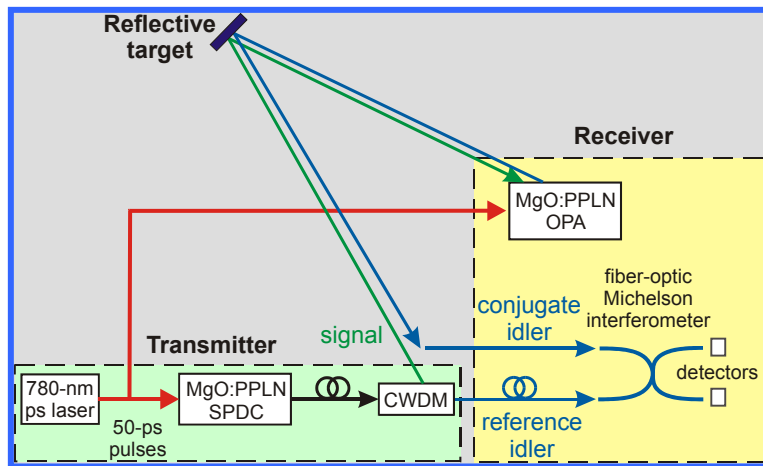 Reflective
target
Receiver
MgO:PPLN
OPA
fiber-optic
Michelson
interferometer
conjugate
idler
signal
detectors
Transmitter
780-nm
ps laser
MgO:PPLN
SPDC
CWDM
50-ps
pulses
reference
idler